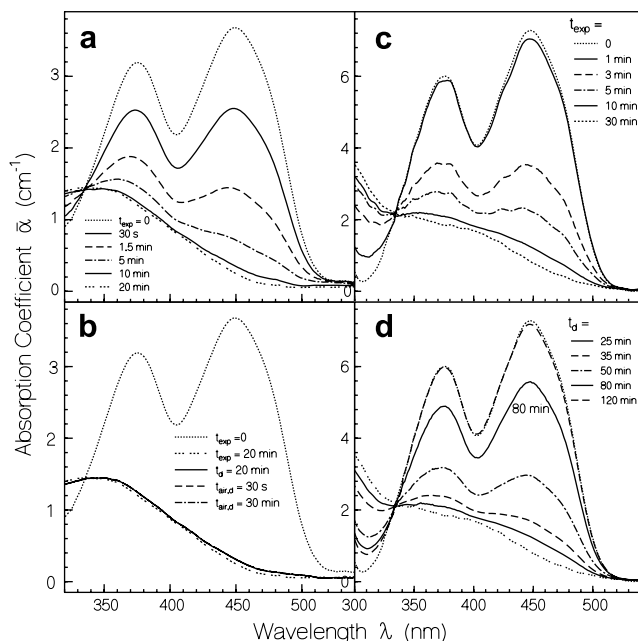 a
3
2
1
0
t_exp=0
30 s
1,5 min
5 min
10 min
20 min
b
3
2
1
0
t_exp=0
t_exp= 20 min
t_d = 20 min
t_air,d = 30 s
t_air,d = 30 min
350
400
450
500
c
6
4
2
0
t_exp=
0
1 min
3 min
5 min
10 min
30 min
d
6
4
2
0
t_d =
25 min
35 min
50 min
80 min
120 min
80 min
300
350
400
450
500
Absorption Coefficient α̃ (cm⁻¹)
Wavelength λ (nm)